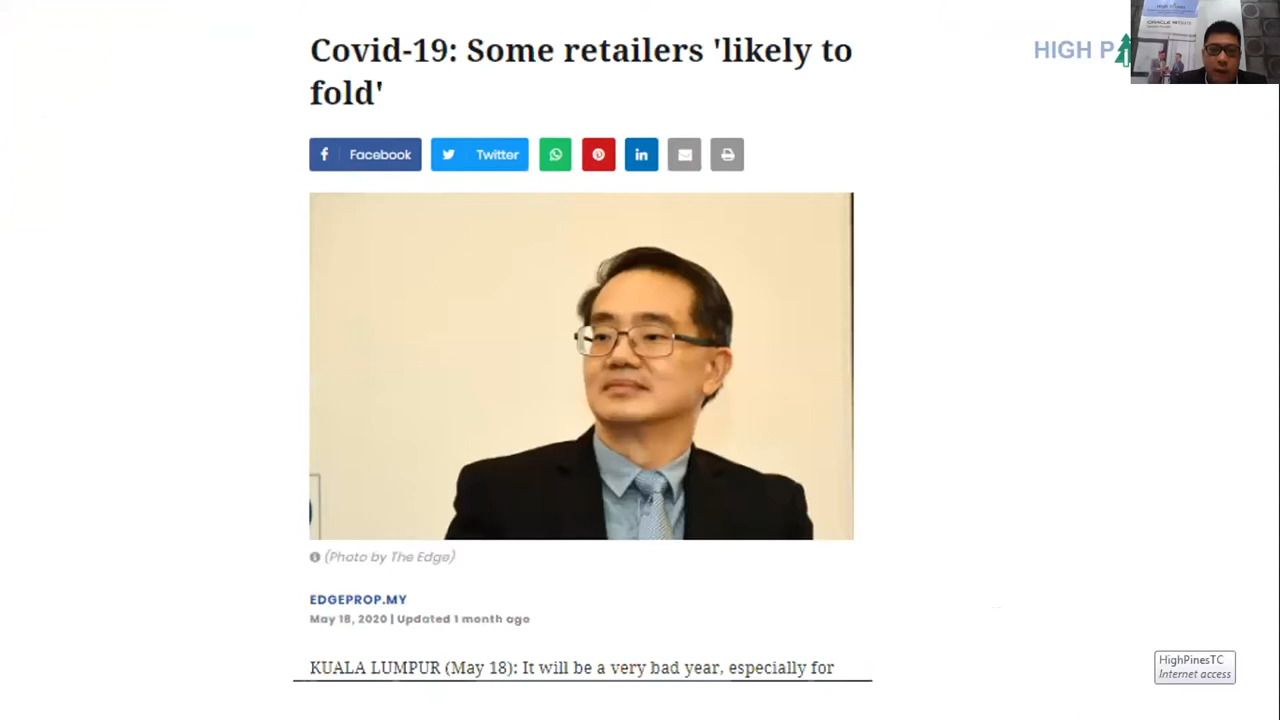 Covid-19: Some retailers 'likely to
fold'
HIGH P
Facebook
Twitter
(Photo by The Edge)
EDGEPROP.MY
May 18, 2020 | Updated 1 month ago
KUALA LUMPUR (May 18): It will be a very bad year, especially for
HighPinesTC
Internet access